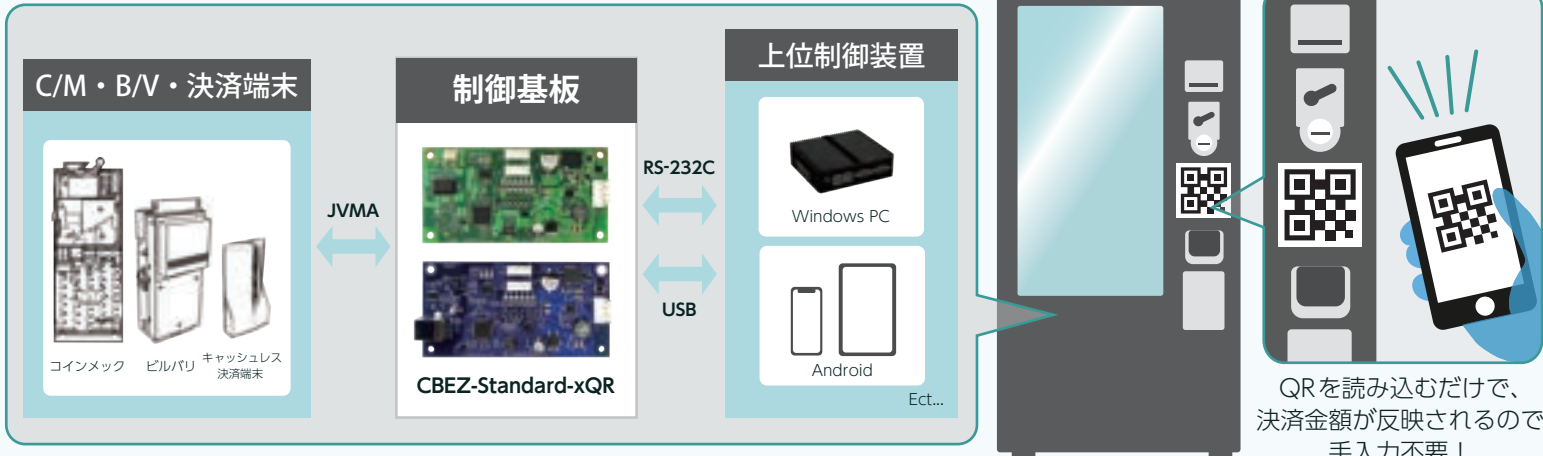 C/M・B/V・決済端末
コインメック
ビルバリ
キャッシュレス
決済端末
JVMA
制御基板
CBEZ-Standard-xQR
RS-232C
USB
上位制御装置
Windows PC
Android
Ect...
QRを読み込むだけで、
決済金額が反映されるので
手入力不要！